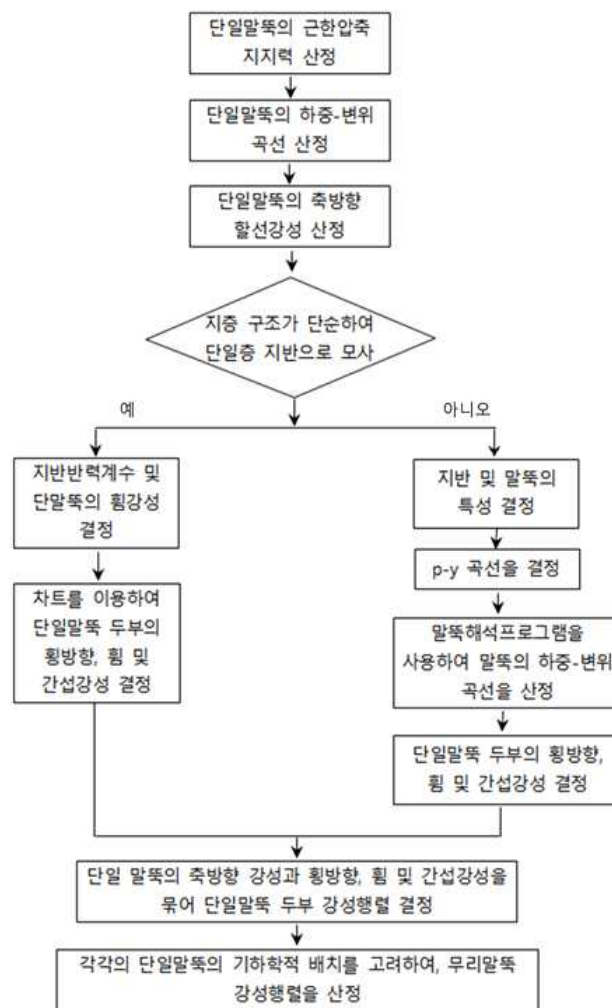 단일말뚝의 극한압축
지지력 산정
단일말뚝의 하중-변위
곡선 산정
단일말뚝의 축방향
할선강성 산정
지층 구조가 단순하여
단일층 지반으로 모사
예
아니오
지반반력계수 및
단말뚝의 휨강성
결정
차트를 이용하여
단일말뚝 두부의
횡방향, 휨 및
간섭강성 결정
지반 및 말뚝의
특성 결정
p-y 곡선을 결정
말뚝해석프로그램을
사용하여 말뚝의 하중-변위
곡선을 산정
단일말뚝 두부의 횡방향,
휨 및 간섭강성 결정
단일 말뚝의 축방향 강성과 횡방향, 휨 및 간섭강성을
묶어 단일말뚝 두부 강성행렬 결정
각각의 단일말뚝의 기하학적 배치를 고려하여, 무리말뚝
강성행렬을 산정